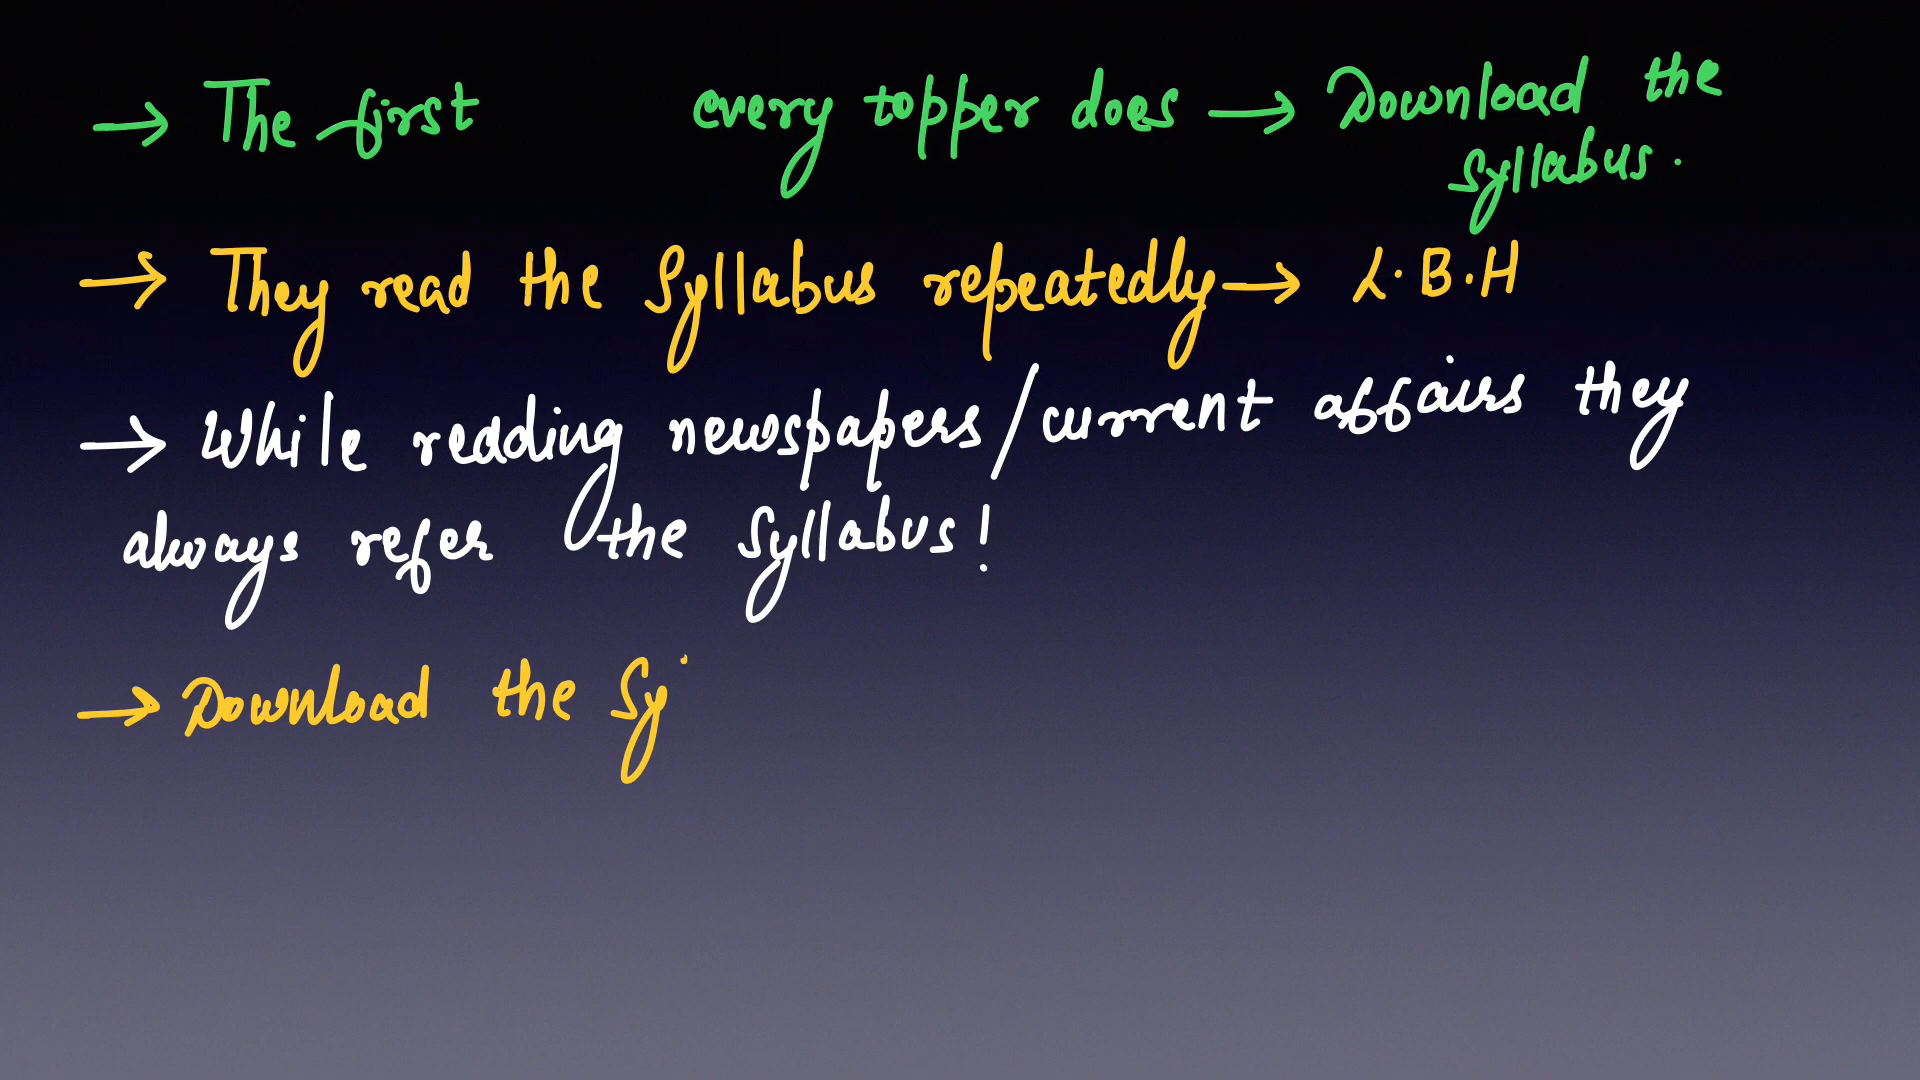 → The first every topper does → Download the
syllabus.
→ They read the Syllabus repeatedly → L.B.H
→ While reading newspapers/current affairs they
always refer the Syllabus!
→ Download the Sy